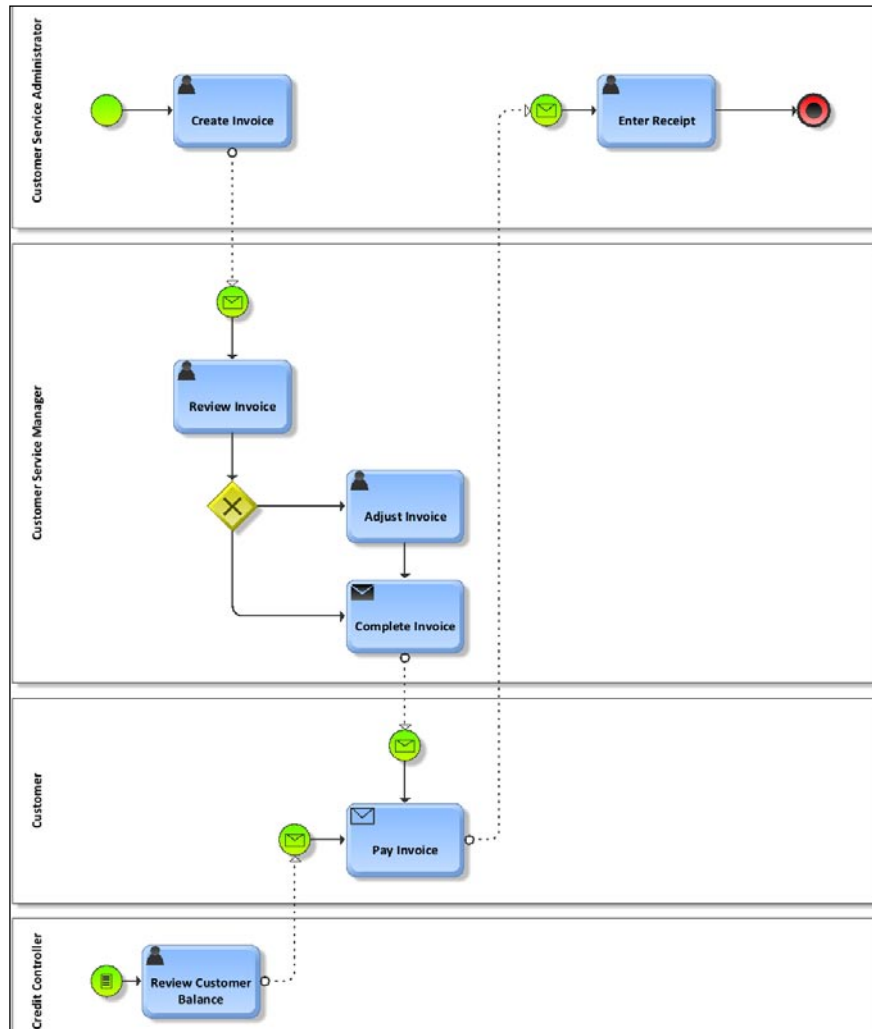 Customer Service Administrator
Create Invoice
Enter Receipt
Customer Service Manager
Review Invoice
Adjust Invoice
Complete Invoice
Customer
Pay Invoice
Credit Controller
Review Customer
Balance